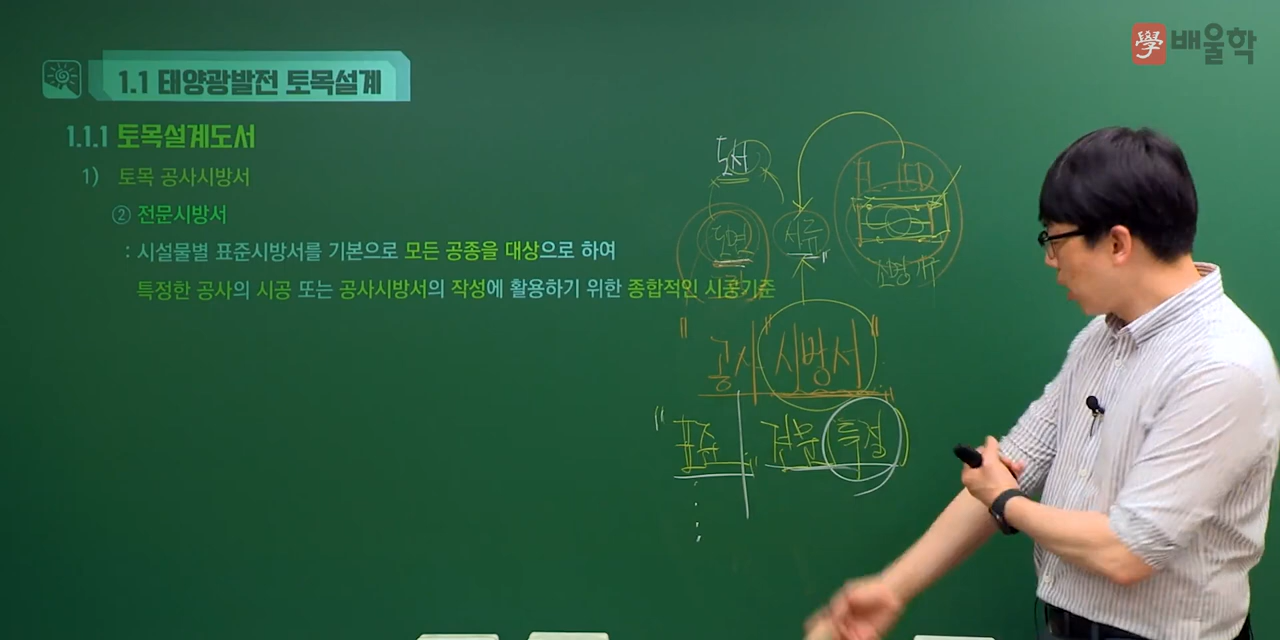 學 배울학
1.1 태양광발전 토목설계
1.1.1 토목설계도서
1) 토목 공사시방서
② 전문시방서
: 시설물별 표준시방서를 기본으로 모든 공종을 대상으로 하여
특정한 공사의 시공 또는 공사시방서의 작성에 활용하기 위한 종합적인 시공기준
도서
도면 서류
"공사 "시방서"
"표준" 전문(특정)